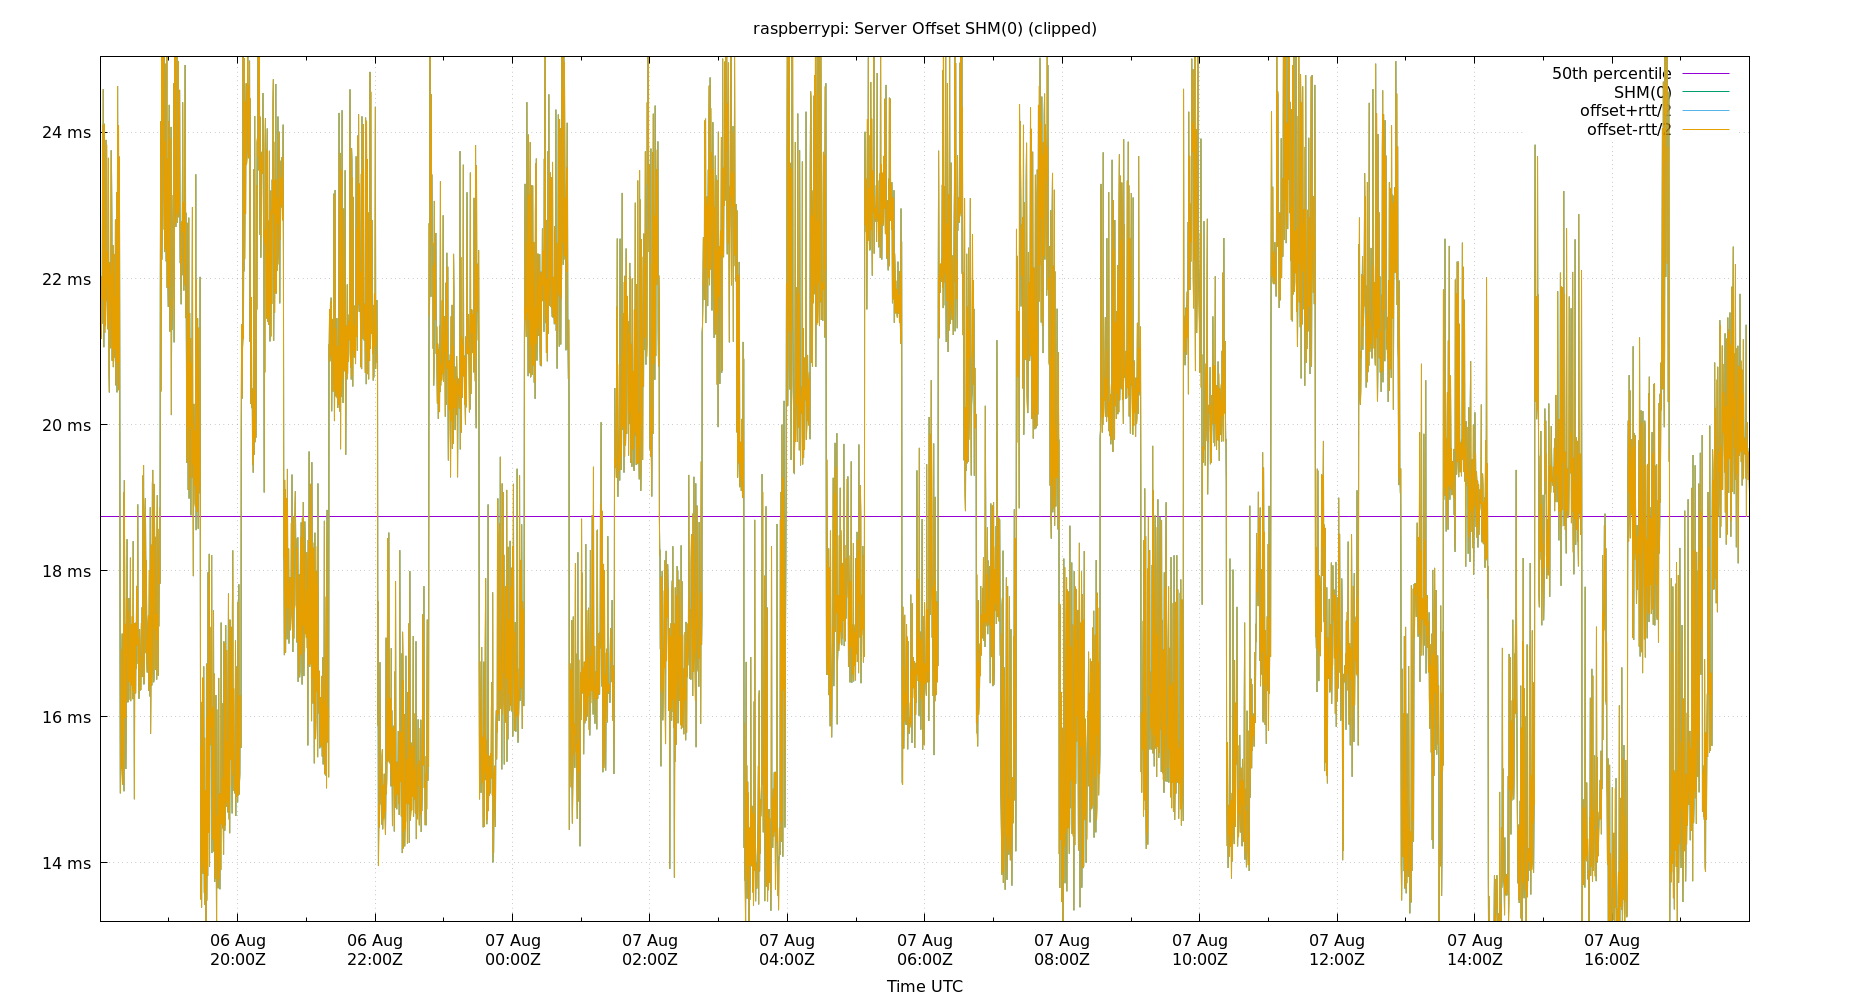 raspberrypi: Server Offset SHM(0) (clipped)
50th percentile
SHM(0)
offset+rtt/2
offset-rtt/2
24 ms
22 ms
20 ms
18 ms
16 ms
14 ms
06 Aug 06 Aug 07 Aug 07 Aug 07 Aug 07 Aug 07 Aug 07 Aug 07 Aug 07 Aug 07 Aug
20:00Z 22:00Z 00:00Z 02:00Z 04:00Z 06:00Z 08:00Z 10:00Z 12:00Z 14:00Z 16:00Z
Time UTC